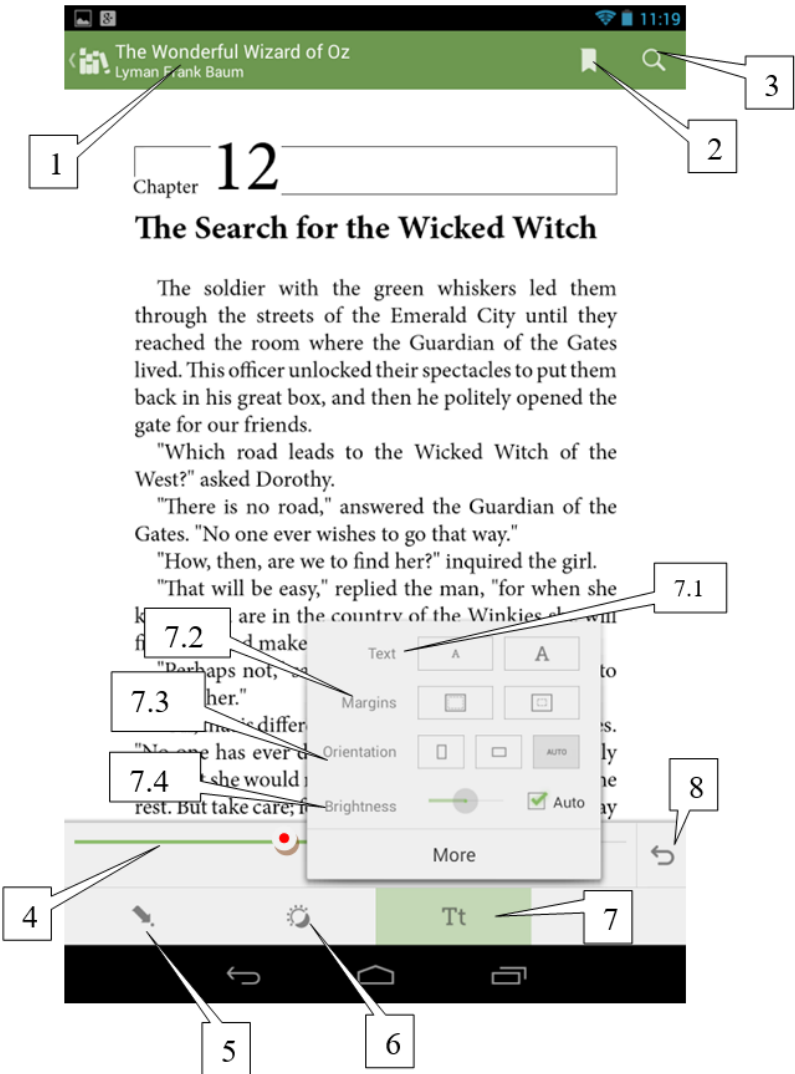 11:19
The Wonderful Wizard of Oz
Lyman Frank Baum
3
2
1
Chapter 12
The Search for the Wicked Witch
The soldier with the green whiskers led them
through the streets of the Emerald City until they
reached the room where the Guardian of the Gates
lived. This officer unlocked their spectacles to put them
back in his great box, and then he politely opened the
gate for our friends.
"Which road leads to the Wicked Witch of the
West?" asked Dorothy.
"There is no road," answered the Guardian of the
Gates. "No one ever wishes to go that way."
"How, then, are we to find her?" inquired the girl.
"That will be easy," replied the man, "for when she
are in the country of the Winkies she will
make
"Perhaps not," to
her."
"No one has ever
she would
rest. But take care;
7.1
7.2
7.3
7.4
Text A A
Margins
Orientation AUTO
Brightness Auto
More
8
4
Tt
7
5
6